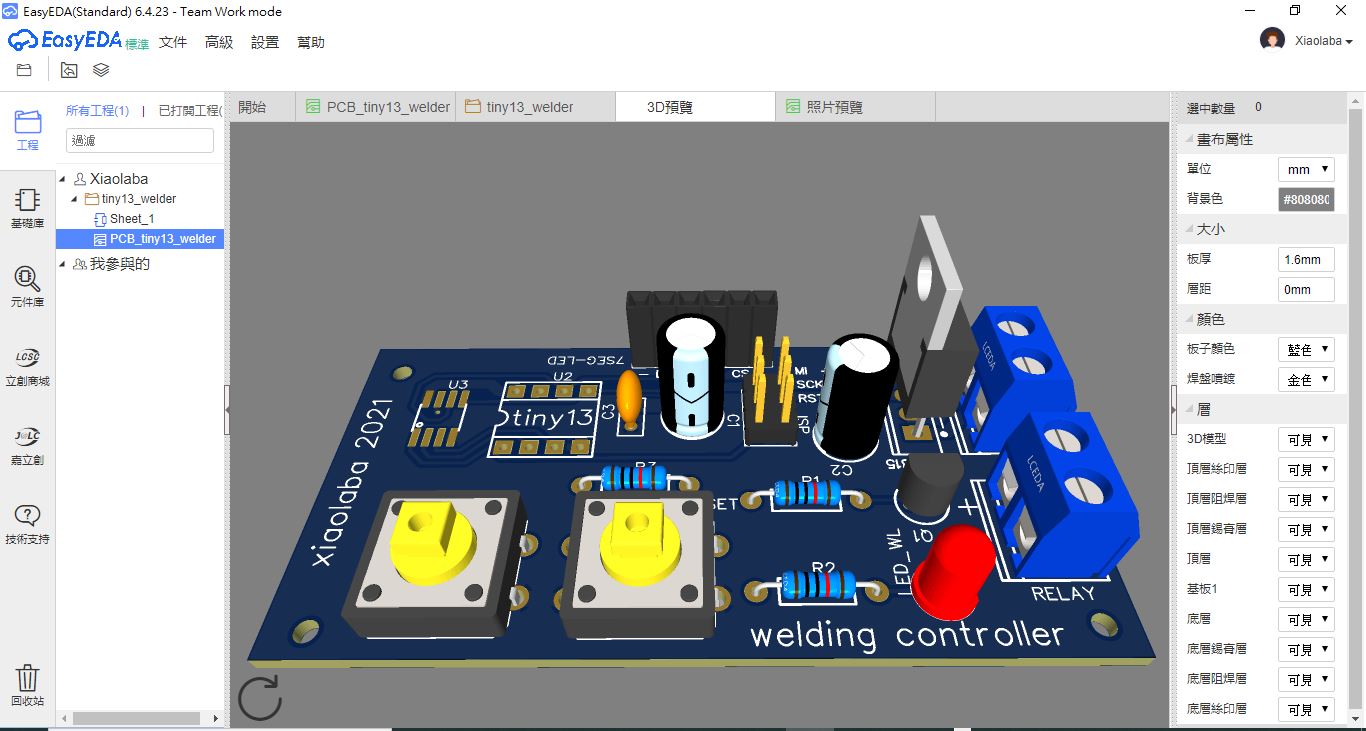 EasyEDA(Standard) 6.4.23 - Team Work mode
EasyEDA 標準 文件 高級 設置 幫助
Xiaolaba
所有工程(1) | 已打開工程(
過濾
Xiaolaba
tiny13_welder
Sheet_1
PCB_tiny13_welder
我參與的
工程
基礎庫
元件庫
LCSC
立創商城
JLC
嘉立創
技術支持
回收站
開始 PCB_tiny13_welder tiny13_welder 3D預覽 照片預覽
7SEG-LED
U3
U2
tiny13
C3
C1
CS
MI
SCK
RST
ISP
C2
LCEDA
LCEDA
xiaolaba 2021
R3
SET
R1
R2
Q1
+
LED_WL
RELAY
welding controller
選中數量 0
畫布屬性
單位 mm
背景色 #808080
大小
板厚 1.6mm
層距 0mm
顏色
板子顏色 藍色
焊盤噴鍍 金色
層
3D模型 可見
頂層絲印層 可見
頂層阻焊層 可見
頂層錫膏層 可見
頂層 可見
基板1 可見
底層 可見
底層錫膏層 可見
底層阻焊層 可見
底層絲印層 可見